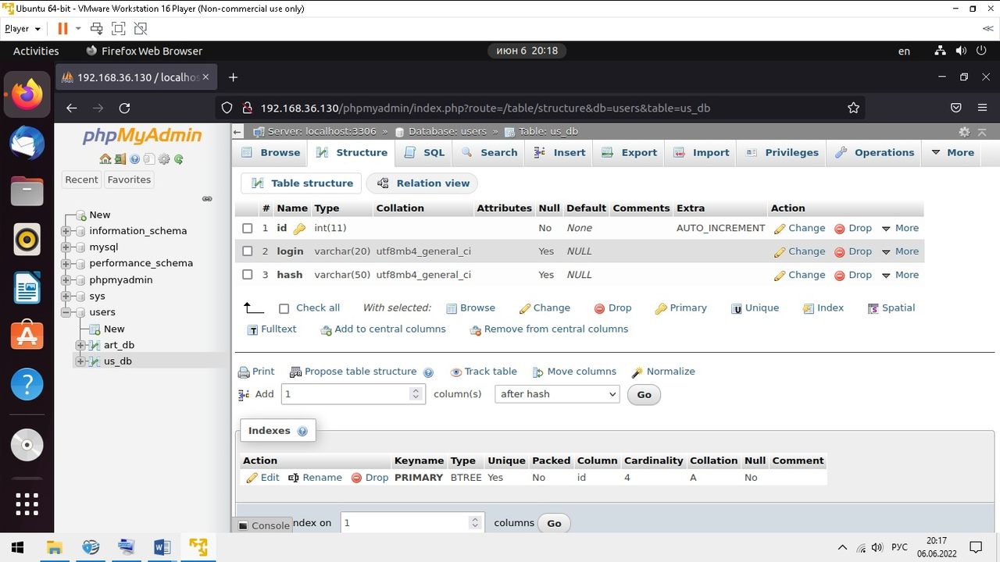 Ubuntu 64-bit - VMware Workstation 16 Player (Non-commercial use only)
Player
Activities Firefox Web Browser июн 6 20:18 en
192.168.36.130 / localhos
192.168.36.130/phpmyadmin/index.php?route=/table/structure&db=users&table=us_db
phpMyAdmin
Recent Favorites
New
information_schema
mysql
performance_schema
phpmyadmin
sys
users
New
art_db
us_db
Server: localhost:3306 » Database: users » Table: us_db
Browse Structure SQL Search Insert Export Import Privileges Operations More
Table structure Relation view
# Name Type Collation Attributes Null Default Comments Extra Action
1 id int(11) No None AUTO_INCREMENT Change Drop More
2 login varchar(20) utf8mb4_general_ci Yes NULL Change Drop More
3 hash varchar(50) utf8mb4_general_ci Yes NULL Change Drop More
Check all With selected: Browse Change Drop Primary Unique Index Spatial
Fulltext Add to central columns Remove from central columns
Print Propose table structure Track table Move columns Normalize
Add 1 column(s) after hash Go
Indexes
Action Keyname Type Unique Packed Column Cardinality Collation Null Comment
Edit Rename Drop PRIMARY BTREE Yes No id 4 A No
Console ndex on 1 columns Go
РУС 20:17
06.06.2022